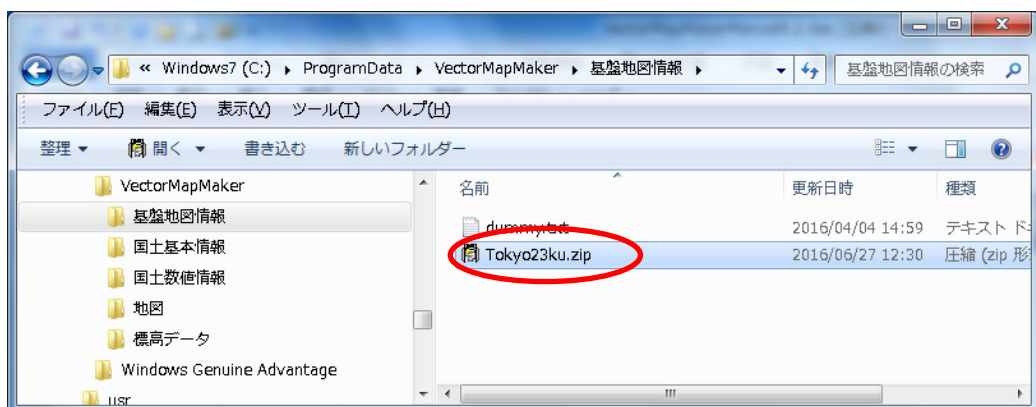 « Windows7 (C:) ▸ ProgramData ▸ VectorMapMaker ▸ 基盤地図情報 ▸
基盤地図情報の検索
ファイル(F) 編集(E) 表示(V) ツール(T) ヘルプ(H)
整理 開く 書き込む 新しいフォルダー
VectorMapMaker
基盤地図情報
国土基本情報
国土数値情報
地図
標高データ
Windows Genuine Advantage
usr
名前 更新日時 種類
dummy.txt 2016/04/04 14:59 テキスト ド
Tokyo23ku.zip 2016/06/27 12:30 圧縮 (zip 形